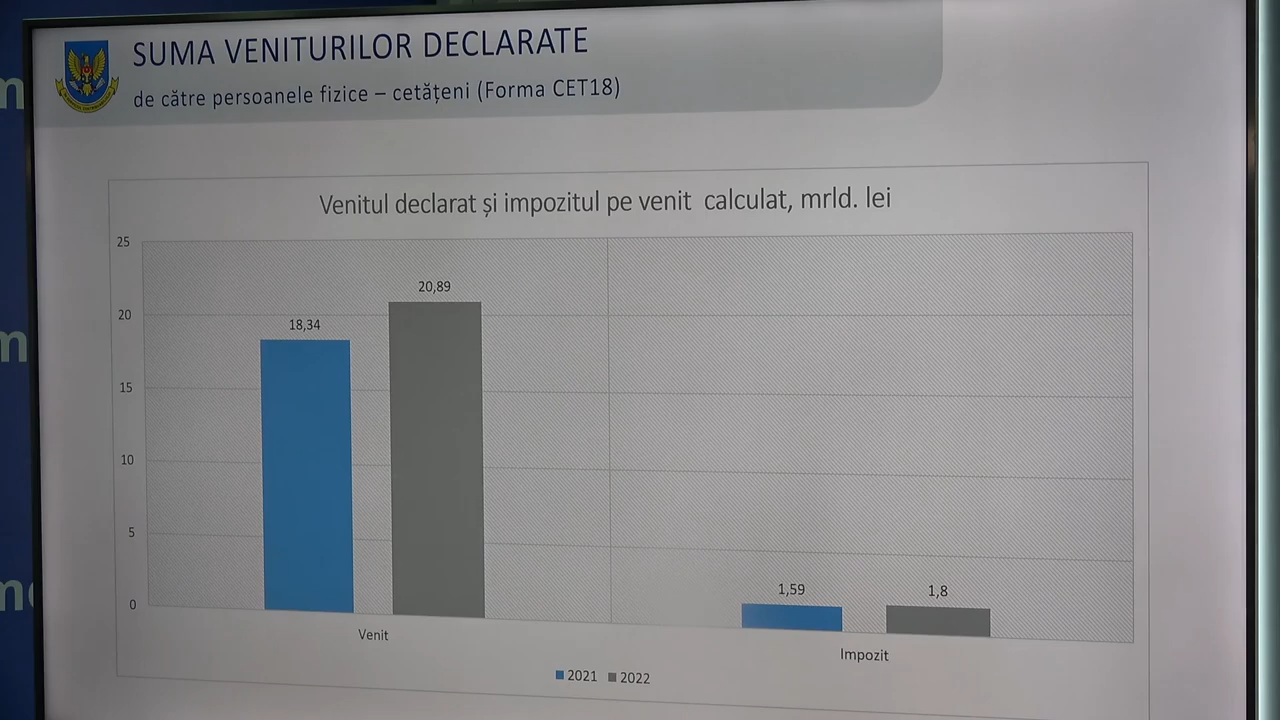 SUMA VENITURILOR DECLARATE
de către persoanele fizice – cetățeni (Forma CET18)
Venitul declarat și impozitul pe venit calculat, mrld. lei
25
20
15
10
5
0
18,34
20,89
1,59
1,8
Venit
Impozit
2021
2022